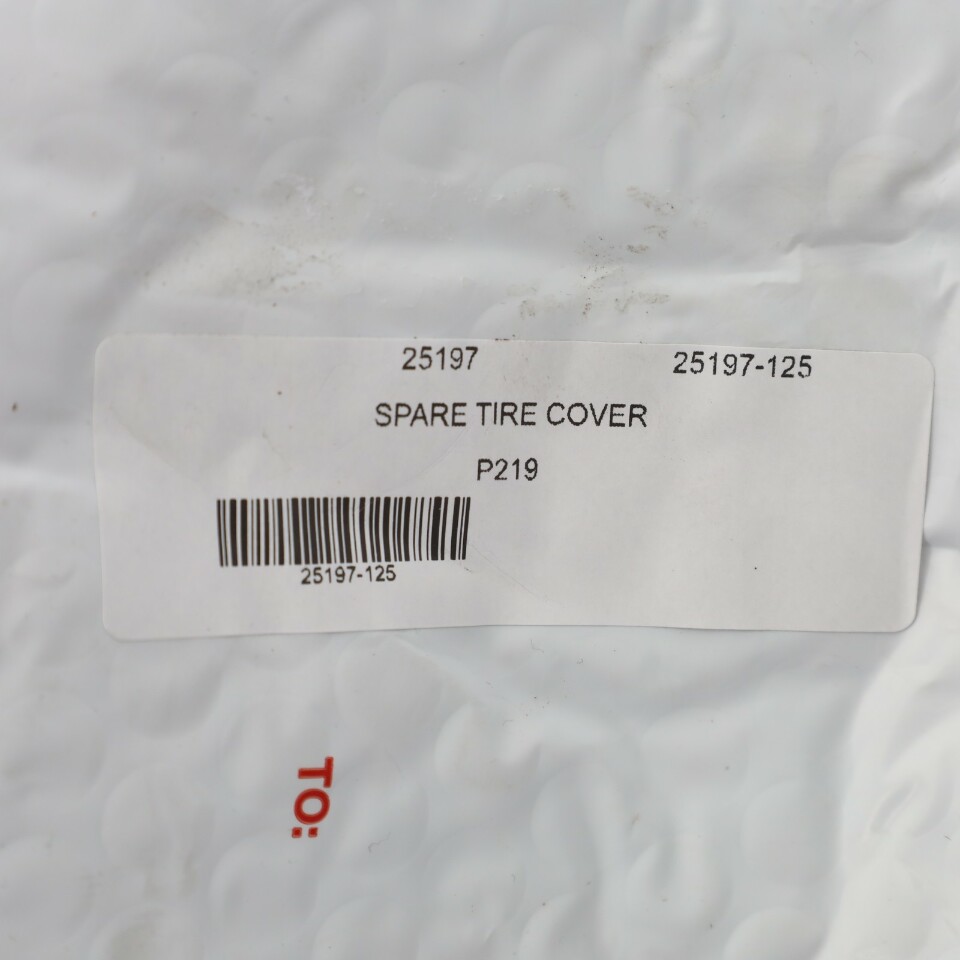 25197 25197-125
SPARE TIRE COVER
P219
25197-125
TO: